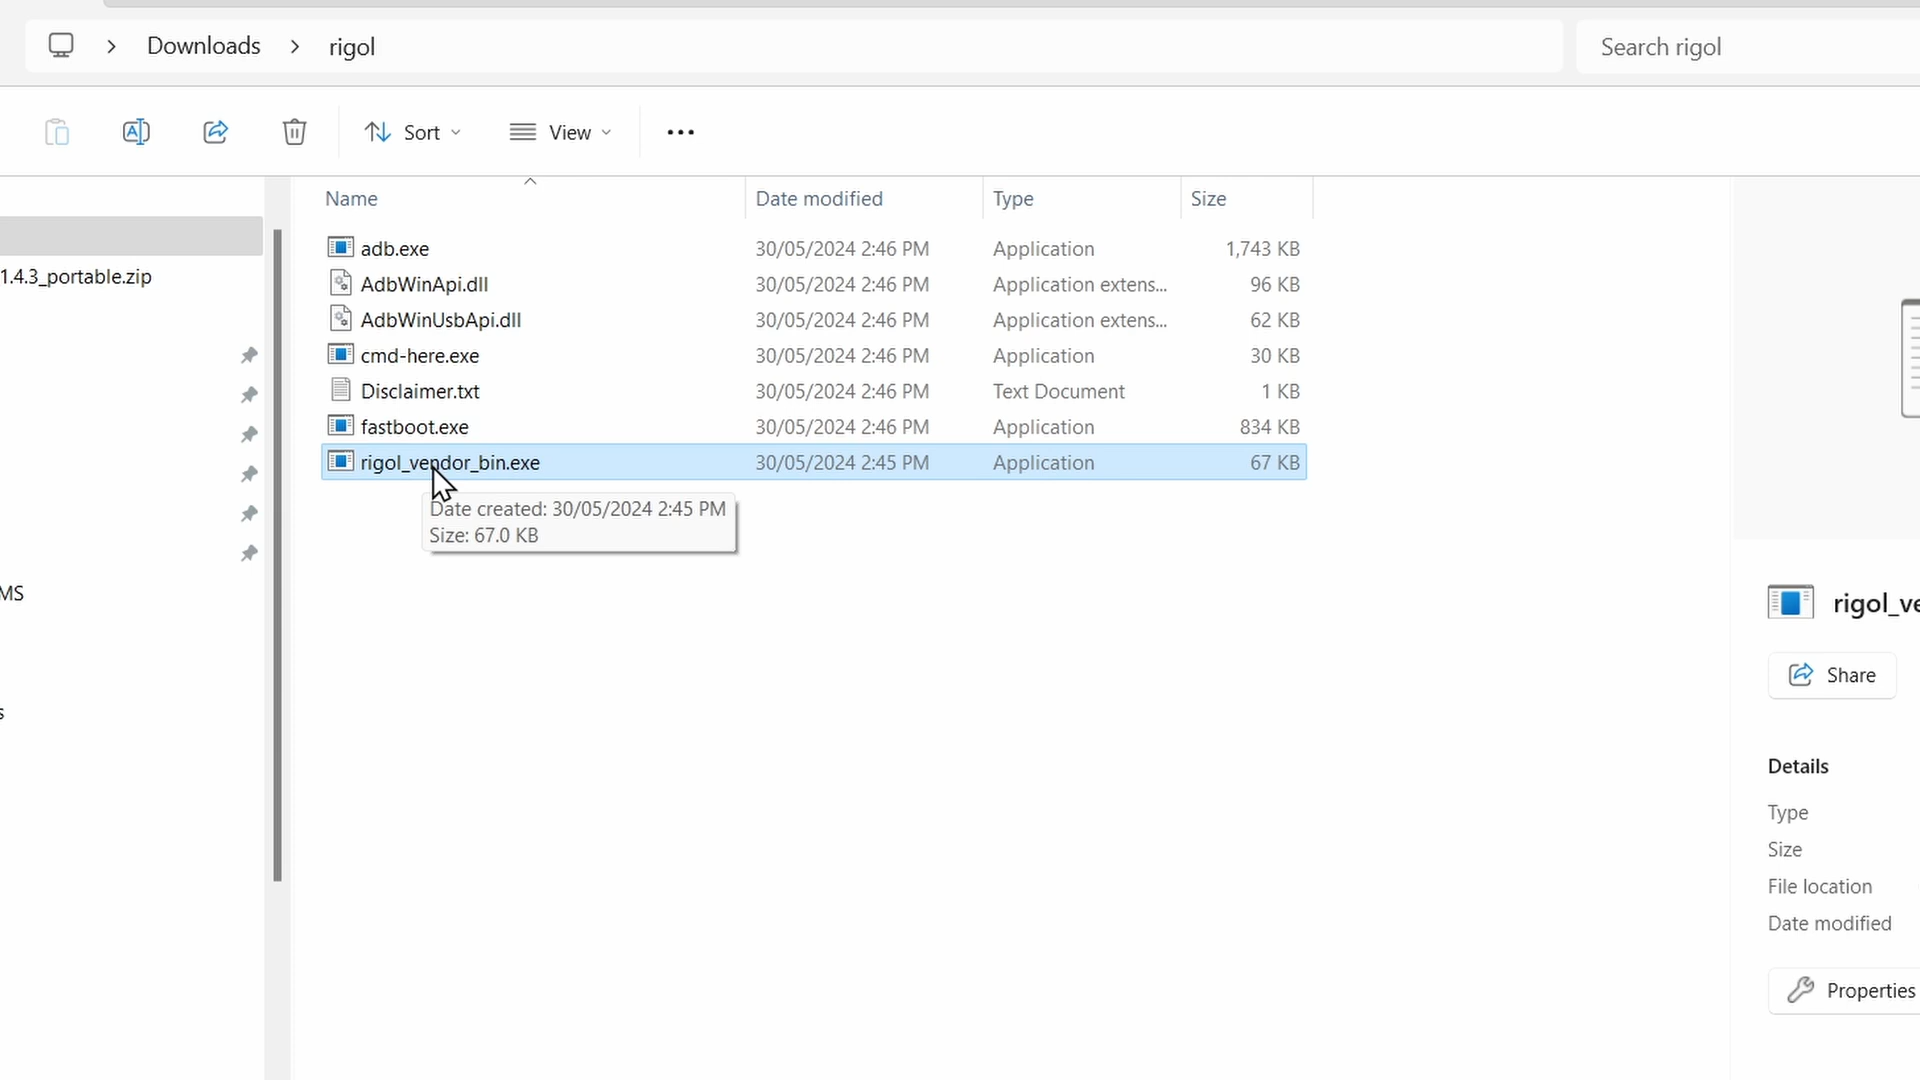 Downloads rigol Search rigol
Sort View
Name Date modified Type Size
adb.exe 30/05/2024 2:46 PM Application 1,743 KB
1.4.3_portable.zip
AdbWinApi.dll 30/05/2024 2:46 PM Application extens... 96 KB
AdbWinUsbApi.dll 30/05/2024 2:46 PM Application extens... 62 KB
cmd-here.exe 30/05/2024 2:46 PM Application 30 KB
Disclaimer.txt 30/05/2024 2:46 PM Text Document 1 KB
fastboot.exe 30/05/2024 2:46 PM Application 834 KB
rigol_vendor_bin.exe 30/05/2024 2:45 PM Application 67 KB
Date created: 30/05/2024 2:45 PM
Size: 67.0 KB
MS
s
rigol_ve
Share
Details
Type
Size
File location
Date modified
Properties